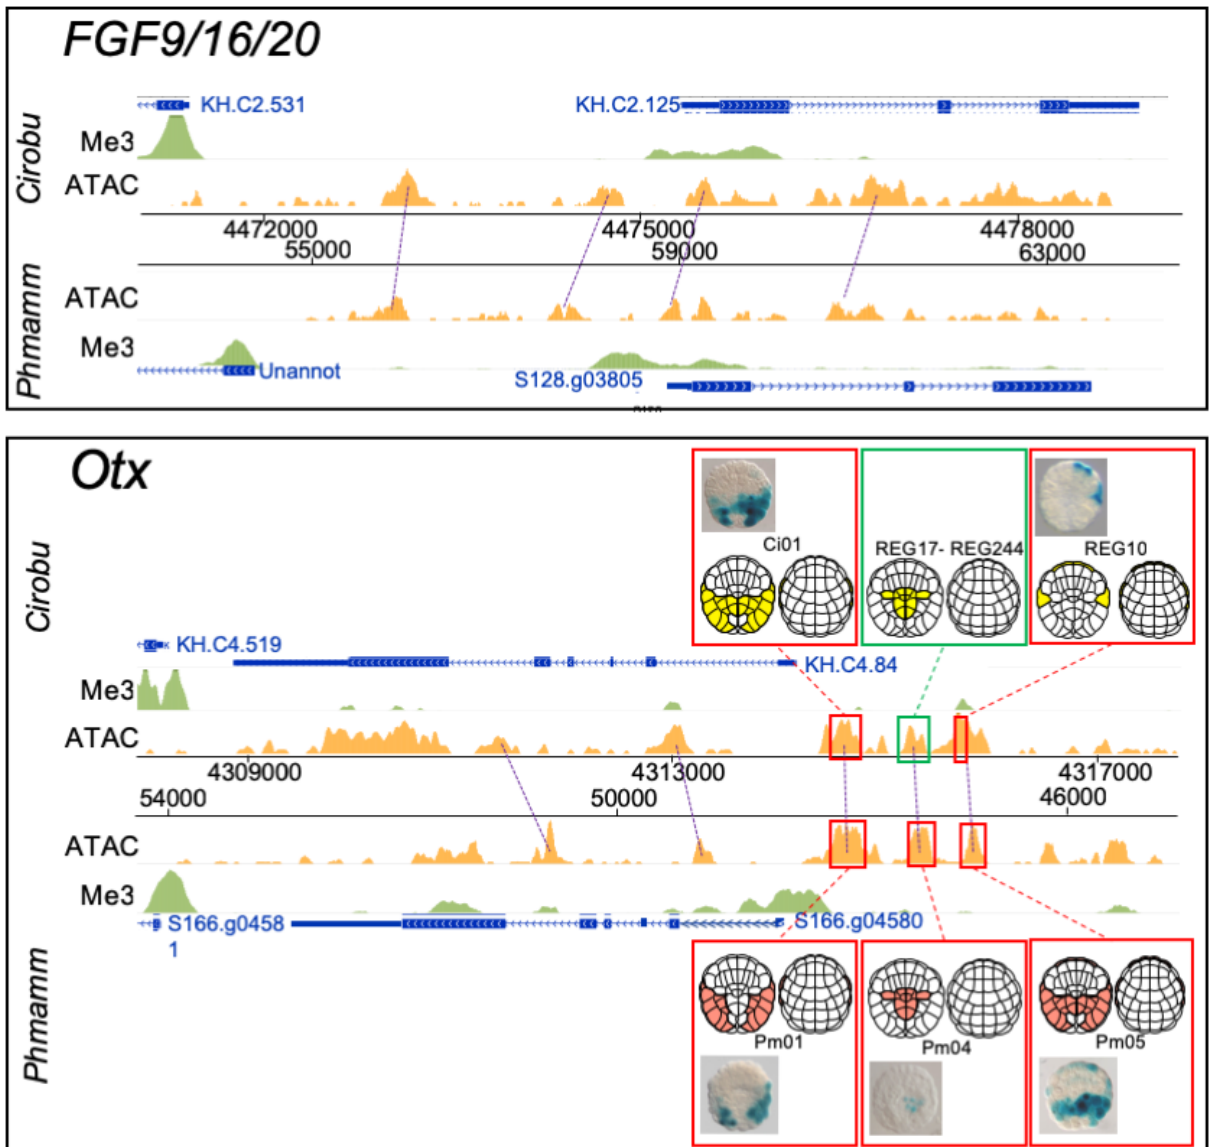 FGF9/16/20
Cirobu
KH.C2.531
KH.C2.125
Me3
ATAC
4472000
4475000
4478000
55000
59000
63000
Phmamm
ATAC
Me3
Unannot
S128.g03805
Otx
Cirobu
Ci01
REG17- REG244
REG10
KH.C4.519
KH.C4.84
Me3
ATAC
4309000
4313000
4317000
54000
50000
46000
Phmamm
ATAC
Me3
S166.g0458
1
S166.g04580
Pm01
Pm04
Pm05